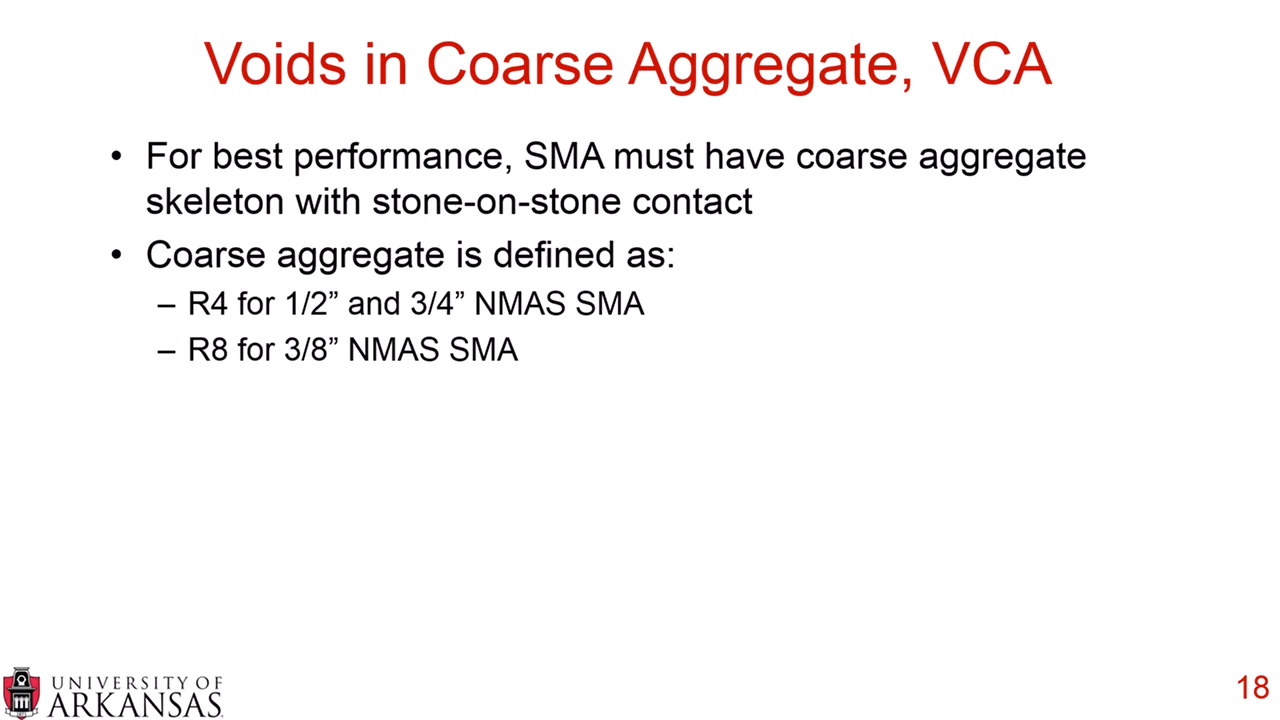 Voids in Coarse Aggregate, VCA
• For best performance, SMA must have coarse aggregate
skeleton with stone-on-stone contact
• Coarse aggregate is defined as:
– R4 for 1/2” and 3/4” NMAS SMA
– R8 for 3/8” NMAS SMA
UNIVERSITY OF
ARKANSAS
18